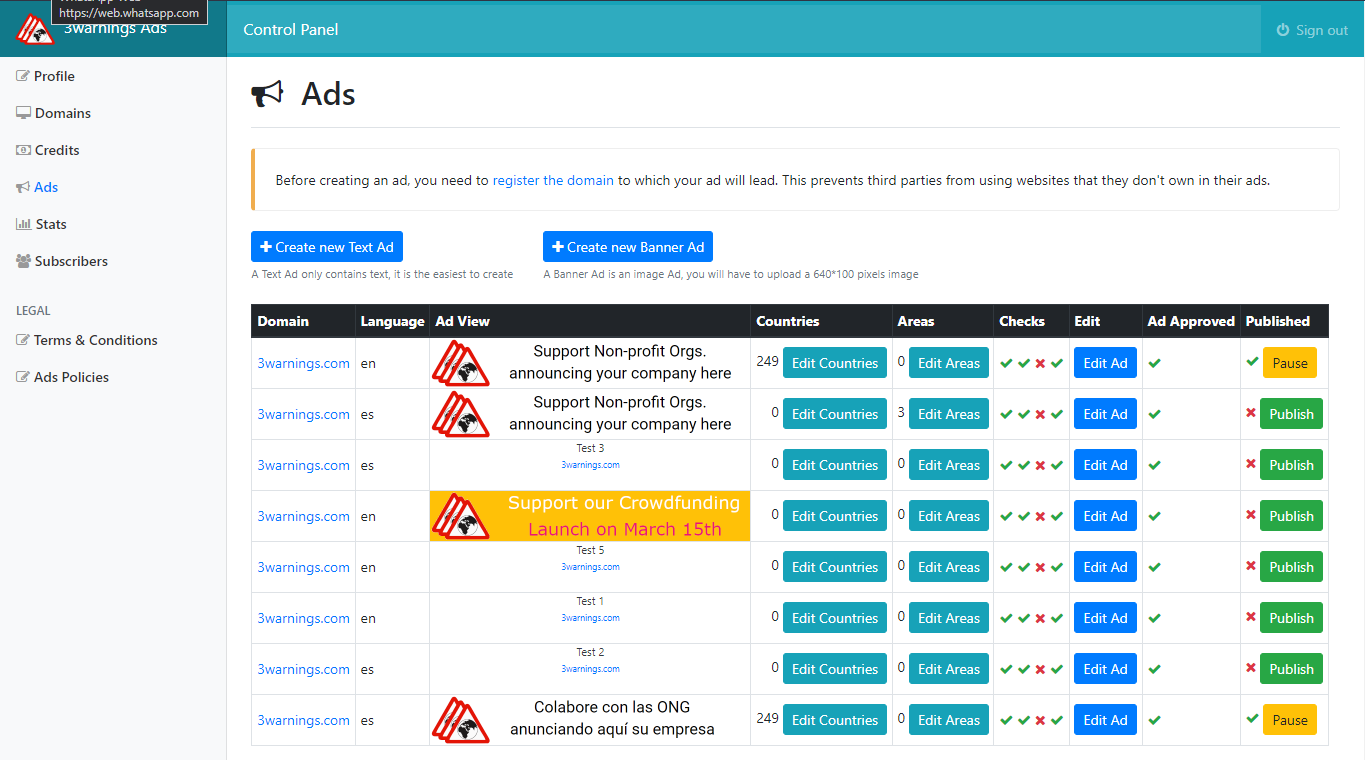 https://web.whatsapp.com
3warnings Ads
Control Panel
Sign out
Profile
Domains
Credits
Ads
Stats
Subscribers
LEGAL
Terms & Conditions
Ads Policies
Ads
Before creating an ad, you need to register the domain to which your ad will lead. This prevents third parties from using websites that they don't own in their ads.
Create new Text Ad
A Text Ad only contains text, it is the easiest to create
Create new Banner Ad
A Banner Ad is an image Ad, you will have to upload a 640*100 pixels image
Domain Language Ad View Countries Areas Checks Edit Ad Approved Published
3warnings.com en Support Non-profit Orgs. 249 Edit Countries 0 Edit Areas Edit Ad Pause
announcing your company here
3warnings.com es Support Non-profit Orgs. 0 Edit Countries 3 Edit Areas Edit Ad Publish
announcing your company here
3warnings.com es Test 3 0 Edit Countries 0 Edit Areas Edit Ad Publish
3warnings.com
3warnings.com en Support our Crowdfunding 0 Edit Countries 0 Edit Areas Edit Ad Publish
Launch on March 15th
3warnings.com en Test 5 0 Edit Countries 0 Edit Areas Edit Ad Publish
3warnings.com
3warnings.com en Test 1 0 Edit Countries 0 Edit Areas Edit Ad Publish
3warnings.com
3warnings.com es Test 2 0 Edit Countries 0 Edit Areas Edit Ad Publish
3warnings.com
3warnings.com es Colabore con las ONG 249 Edit Countries 0 Edit Areas Edit Ad Pause
anunciando aquí su empresa